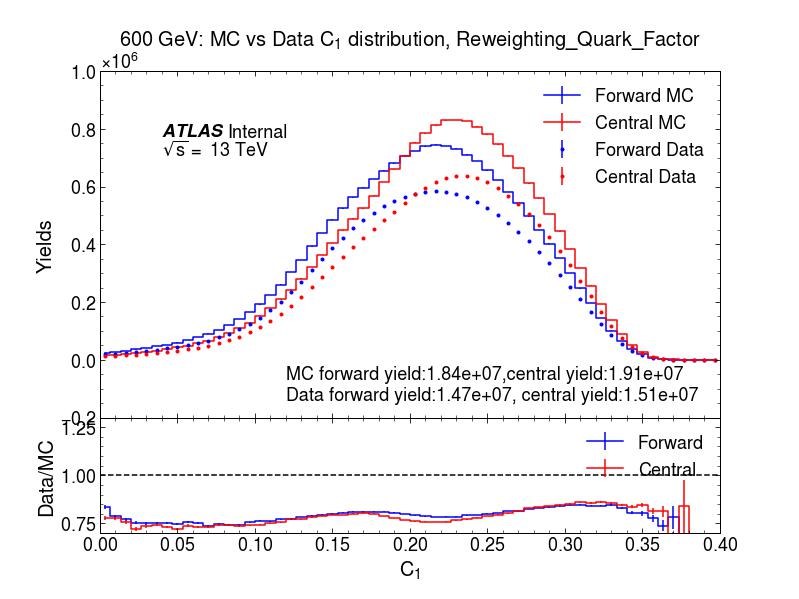 600 GeV: MC vs Data C₁ distribution, Reweighting_Quark_Factor
×10⁶
1.0
0.8
0.6
0.4
0.2
0.0
0.2
Yields
ATLAS Internal
√s = 13 TeV
Forward MC
Central MC
Forward Data
Central Data
MC forward yield:1.84e+07,central yield:1.91e+07
Data forward yield:1.47e+07, central yield:1.51e+07
1.25
1.00
0.75
Data/MC
Forward
Central
0.00 0.05 0.10 0.15 0.20 0.25 0.30 0.35 0.40
C₁